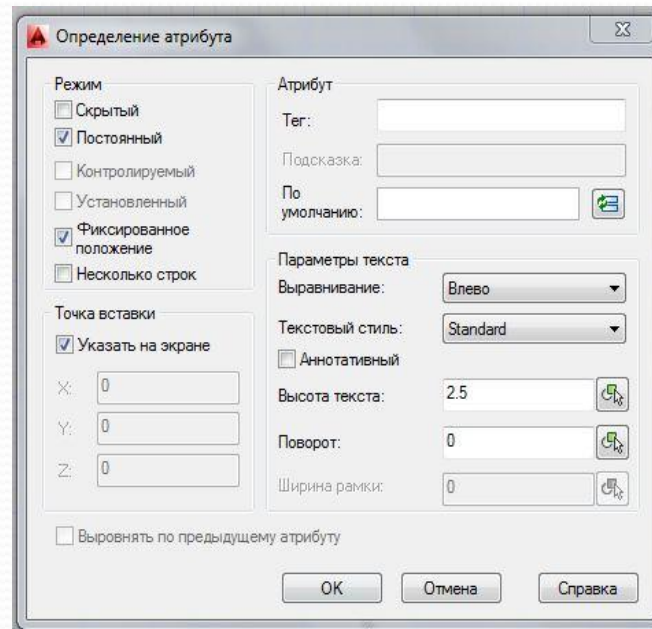 Определение атрибута
Режим
Скрытый
Постоянный
Контролируемый
Установленный
Фиксированное
положение
Несколько строк
Точка вставки
Указать на экране
X: 0
Y: 0
Z: 0
Атрибут
Тег:
Подсказка:
По
умолчанию:
Параметры текста
Выравнивание: Влево
Текстовый стиль: Standard
Аннотативный
Высота текста: 2.5
Поворот: 0
Ширина рамки: 0
Выровнять по предыдущему атрибуту
OK Отмена Справка